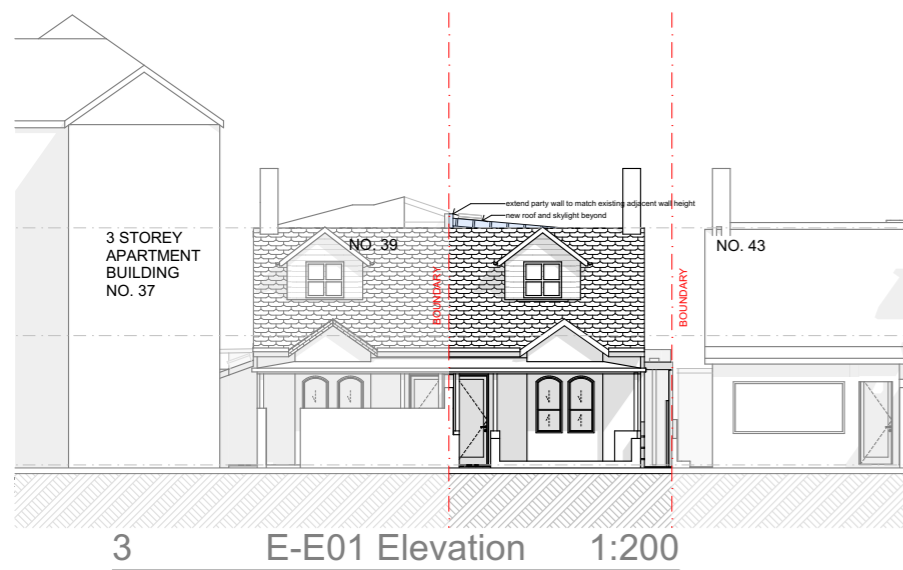 extend party wall to match existing adjacent wall height
new roof and skylight beyond
3 STOREY
APARTMENT
BUILDING
NO. 37
NO. 39
NO. 43
BOUNDARY
BOUNDARY
3 E-E01 Elevation 1:200